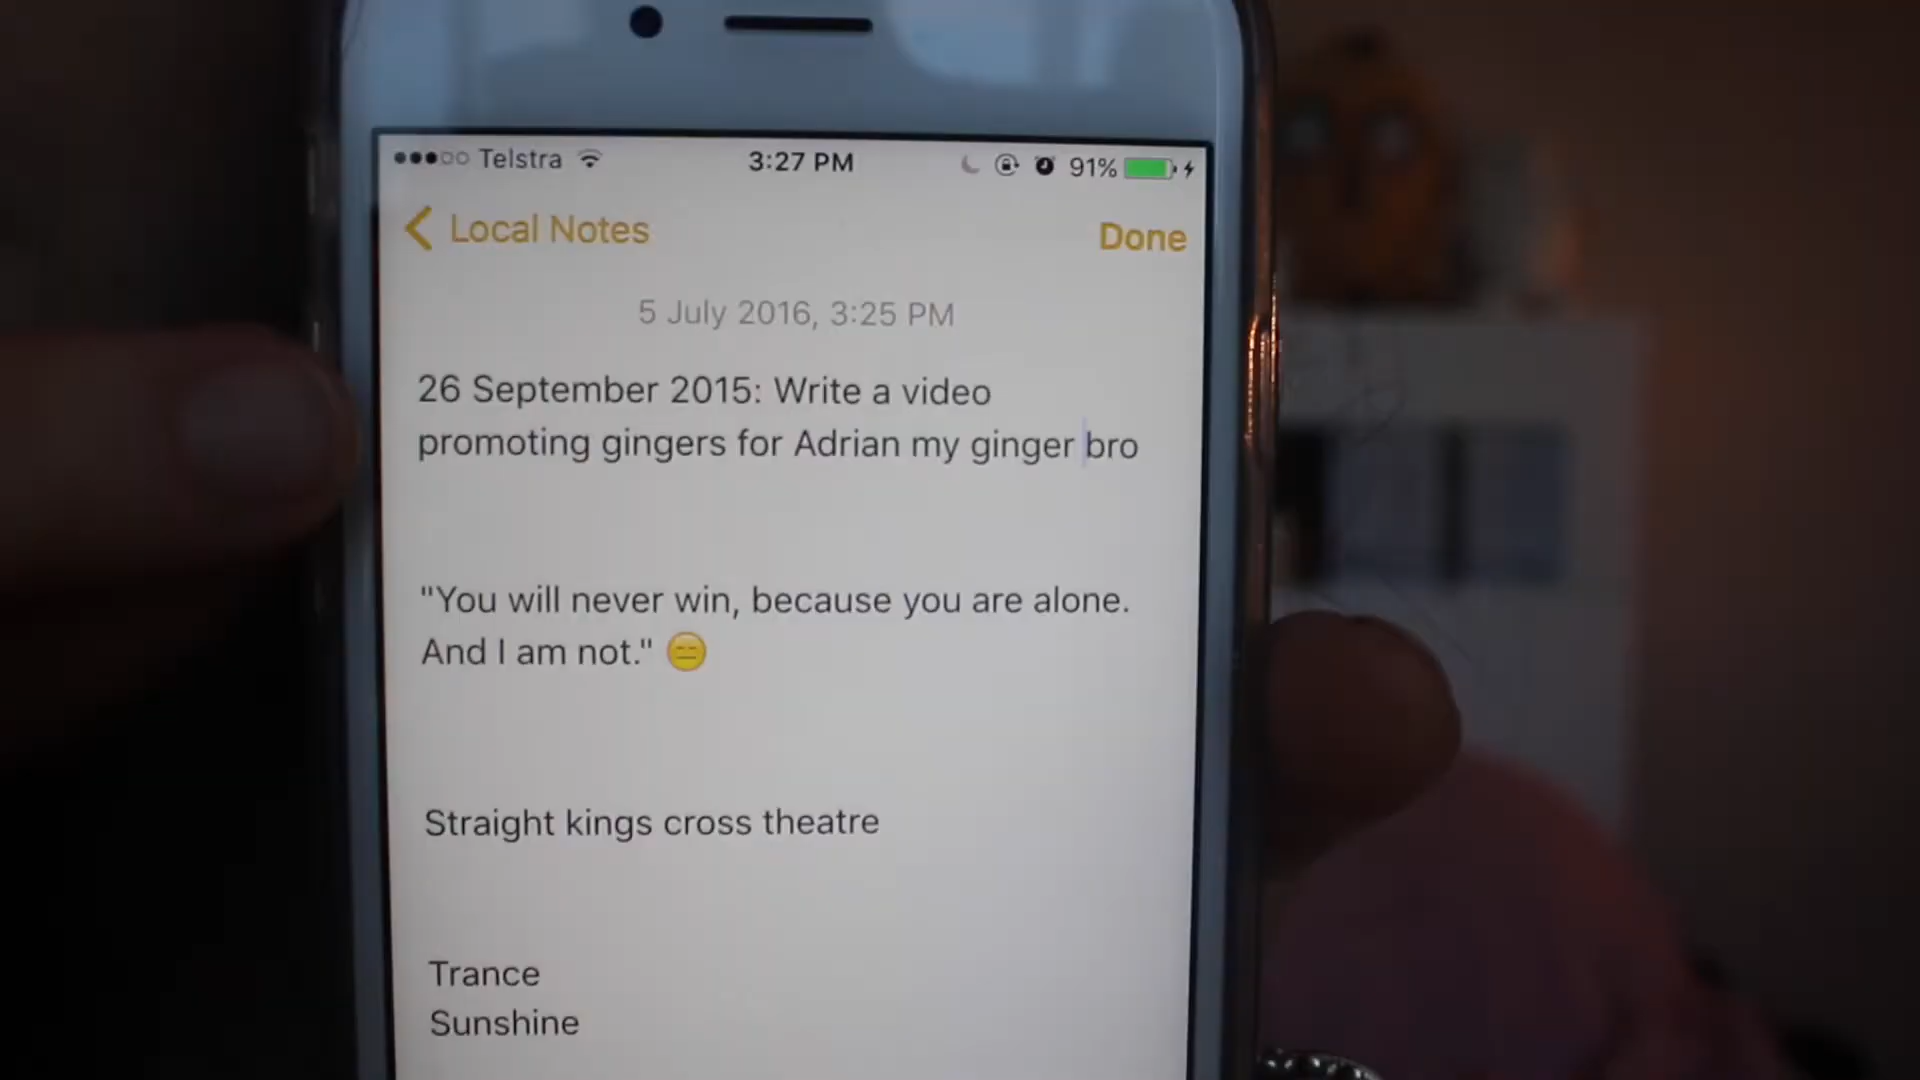 Telstra 3:27 PM 91%
Local Notes Done
5 July 2016, 3:25 PM
26 September 2015: Write a video
promoting gingers for Adrian my ginger bro
"You will never win, because you are alone.
And I am not." 😑
Straight kings cross theatre
Trance
Sunshine